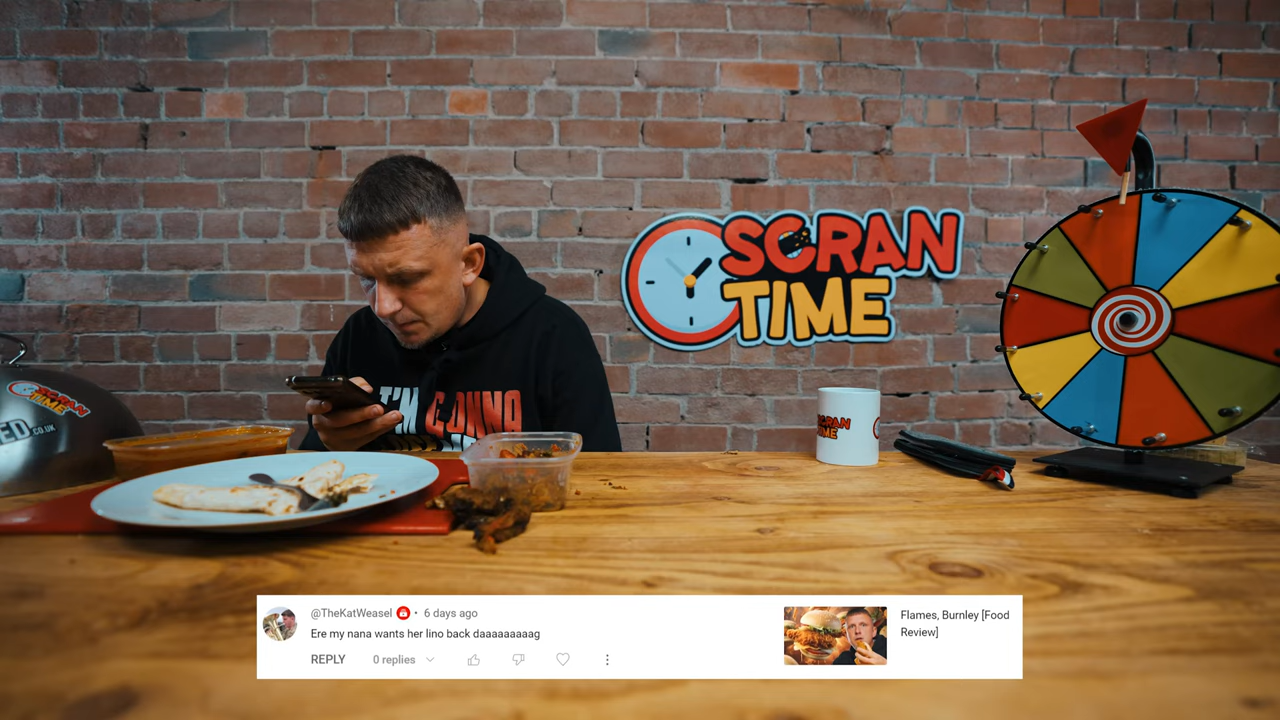 SCRAN
TIME
I'M GONNA
SCRAN
TIME
ED.CO.UK
SCRAN
TIME
@TheKatWeasel • 6 days ago
Ere my nana wants her lino back daaaaaaaaag
REPLY 0 replies
Flames, Burnley [Food
Review]